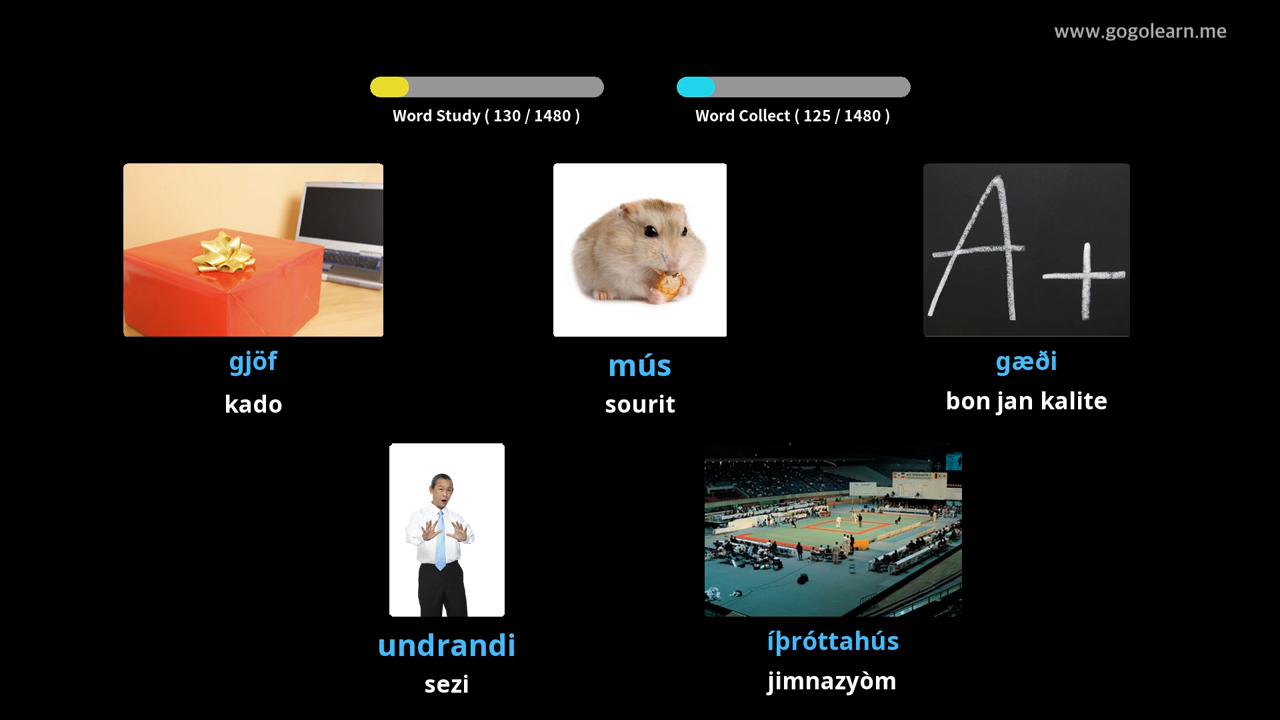 www.gogolearn.me
Word Study ( 130 / 1480 )
Word Collect ( 125 / 1480 )
A+
gjöf
kado
mús
sourit
gæði
bon jan kalite
undrandi
sezi
íþróttahús
jimnazyòm